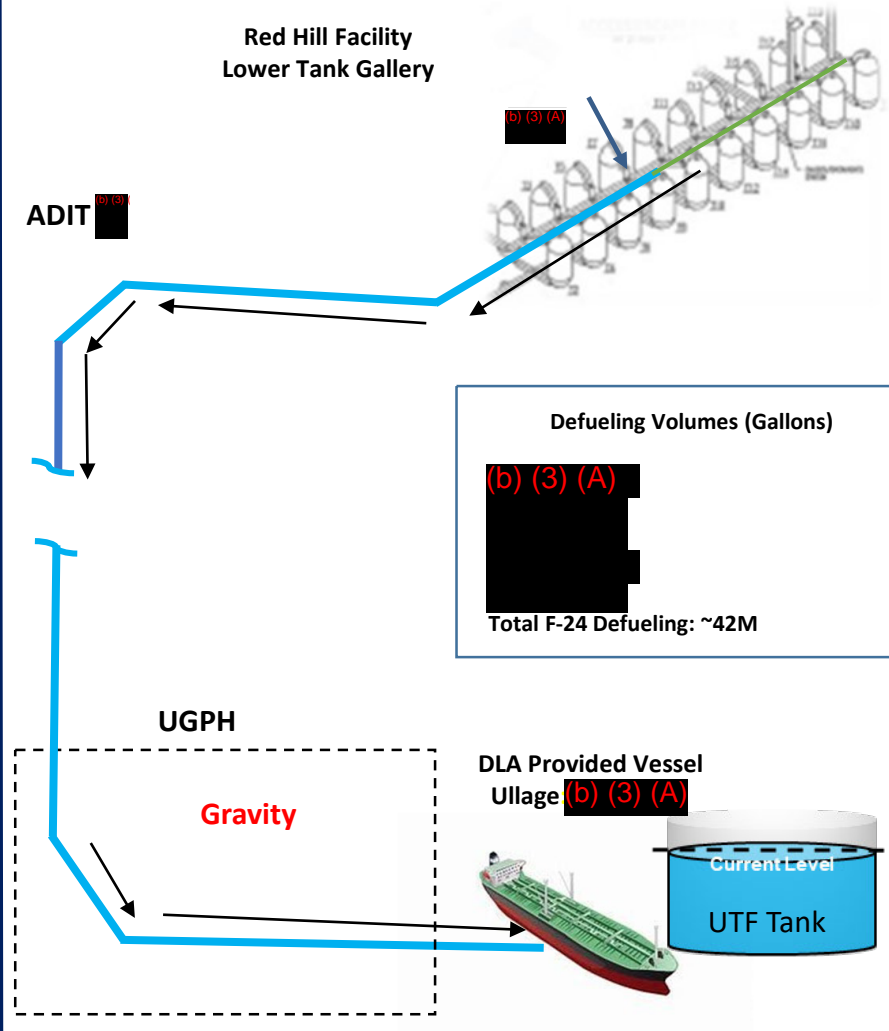 Red Hill Facility
Lower Tank Gallery
(b) (3) (A)
ADIT (b) (3) (
Defueling Volumes (Gallons)
(b) (3) (A)
Total F-24 Defueling: ~42M
UGPH
Gravity
DLA Provided Vessel
Ullage (b) (3) (A)
Current Level
UTF Tank